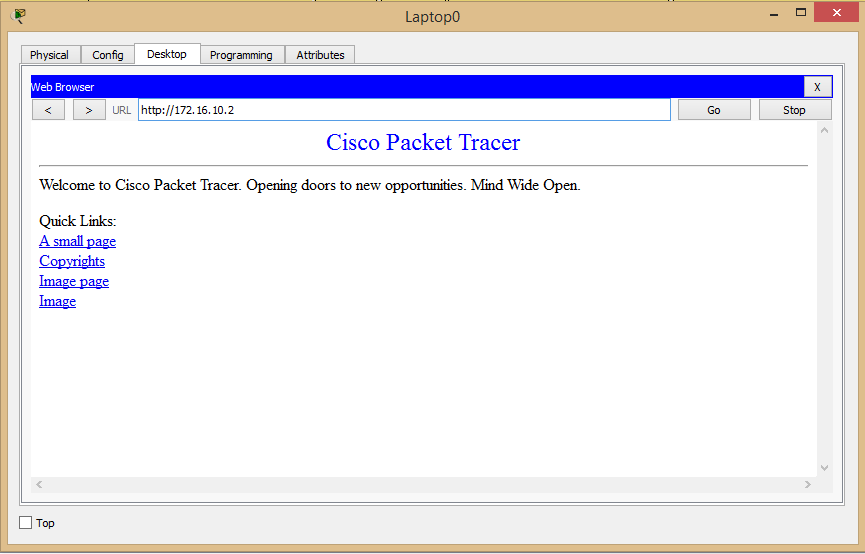 Laptop0
Physical Config Desktop Programming Attributes
Web Browser X
< > URL http://172.16.10.2 Go Stop
Cisco Packet Tracer
Welcome to Cisco Packet Tracer. Opening doors to new opportunities. Mind Wide Open.
Quick Links:
A small page
Copyrights
Image page
Image
Top